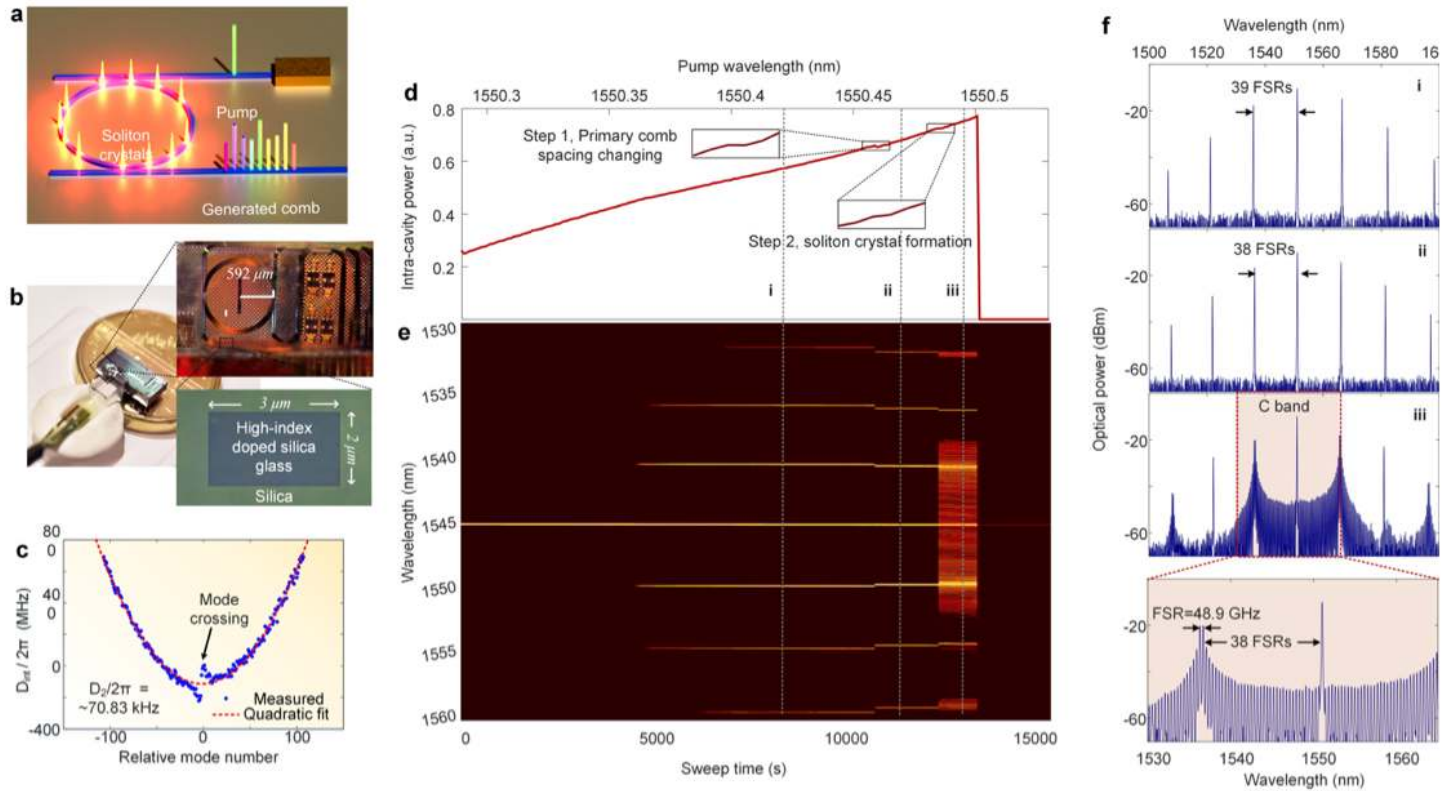 a
Pump
Soliton
crystals
Generated comb
b
592 μm
3 μm
High-index
doped silica
glass
2 μm
Silica
c
80
0
40
0
-0
-400
D_int / 2π (MHz)
Mode
crossing
D₂/2π =
~70.83 kHz
Measured
Quadratic fit
-100
0
100
Relative mode number
Pump wavelength (nm)
d
1550.3
1550.35
1550.4
1550.45
1550.5
0.8
0.6
0.4
0.2
Intra-cavity power (a.u.)
Step 1, Primary comb
spacing changing
Step 2, soliton crystal formation
i
ii
iii
e
1530
1535
1540
1545
1550
1555
1560
Wavelength (nm)
0
5000
10000
15000
Sweep time (s)
f
Wavelength (nm)
1500
1520
1540
1560
1580
16
39 FSRs
i
-20
-60
38 FSRs
ii
-20
-60
Optical power (dBm)
C band
iii
-20
-60
FSR=48.9 GHz
38 FSRs
-20
-60
1530
1540
1550
1560
Wavelength (nm)